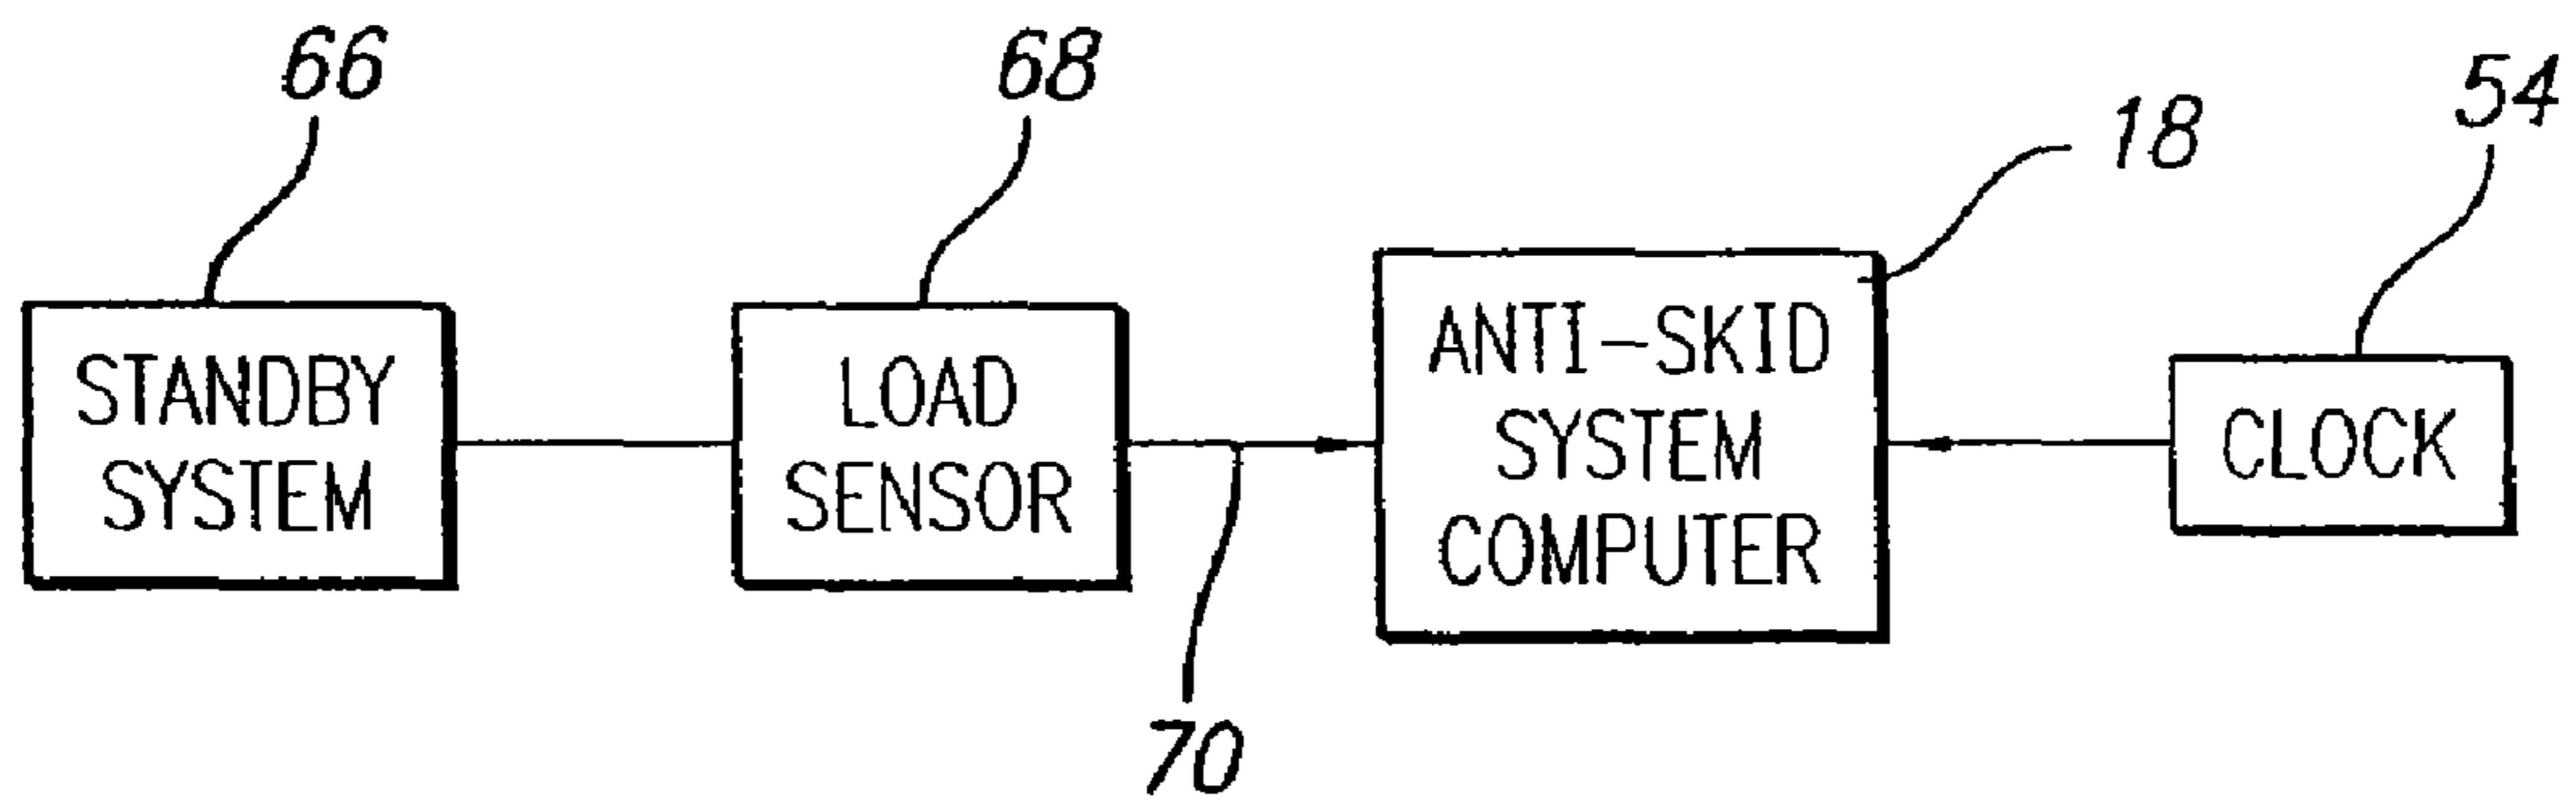 66
68
18
54
STANDBY
SYSTEM
LOAD
SENSOR
ANTI-SKID
SYSTEM
COMPUTER
CLOCK
70